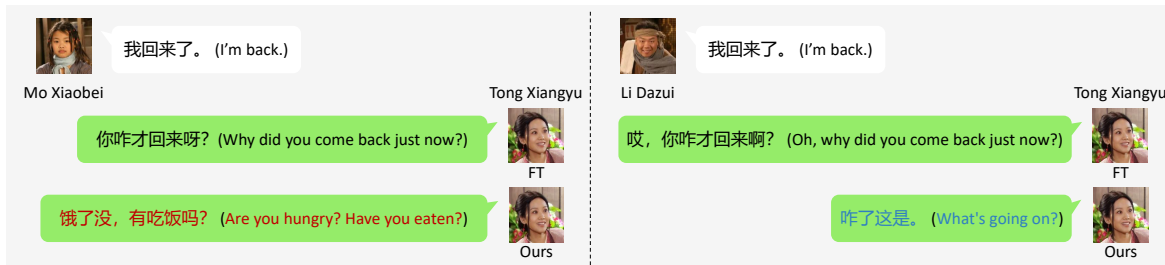 我回来了。 (I’m back.)
Mo Xiaobei
Tong Xiangyu
你咋才回来呀？(Why did you come back just now?)
FT
饿了没，有吃饭吗？ (Are you hungry? Have you eaten?)
Ours
我回来了。 (I’m back.)
Li Dazui
Tong Xiangyu
哎，你咋才回来啊？ (Oh, why did you come back just now?)
FT
咋了这是。 (What's going on?)
Ours